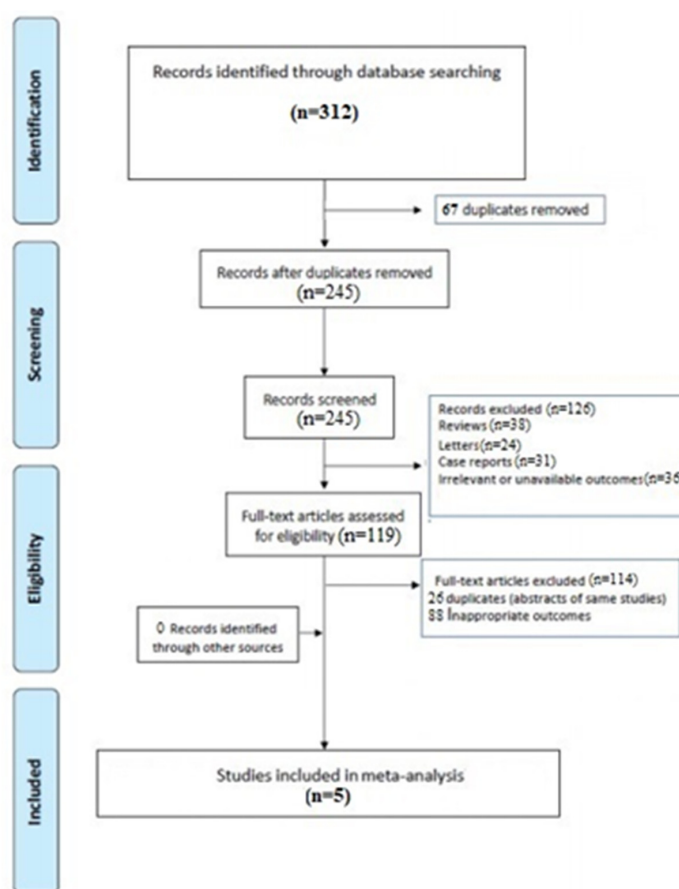 Identification
Records identified through database searching
(n=312)
67 duplicates removed
Screening
Records after duplicates removed
(n=245)
Records screened
(n=245)
Records excluded (n=126)
Reviews (n=38)
Letters(n=24)
Case reports (n=31)
Irrelevant or unavailable outcomes(n=36
Eligibility
Full-text articles assessed
for eligibility (n=119)
Full-text articles excluded (n=114)
26 duplicates (abstracts of same studies)
88 Inappropriate outcomes
0 Records identified
through other sources
Included
Studies included in meta-analysis
(n=5)